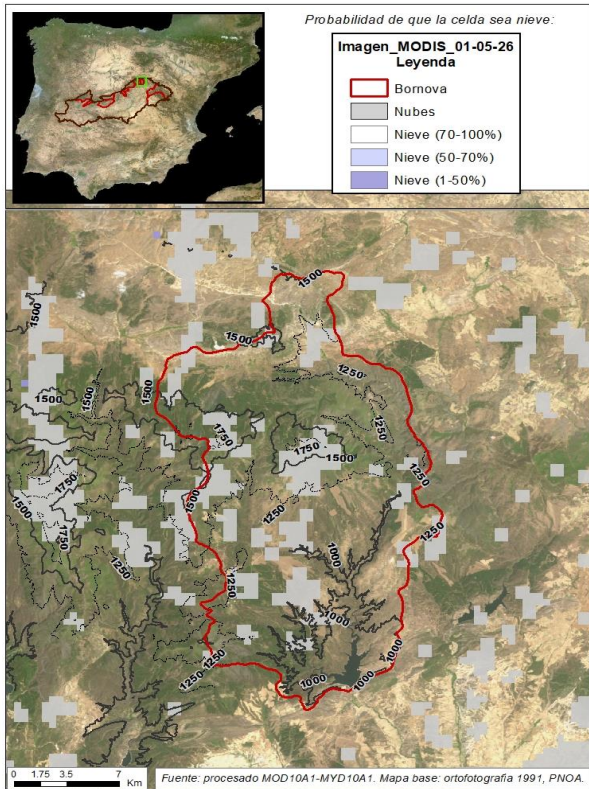 Probabilidad de que la celda sea nieve:
Imagen_MODIS_01-05-26
Leyenda
Bornova
Nubes
Nieve (70-100%)
Nieve (50-70%)
Nieve (1-50%)
1500
1500
1500
1500
1250
1500
1500
1750
1250
1750
1500
1750
1500
1500
1250
1250
1250
1750
1000
1250
1250
1000
1000
1250
1250
1000
1000
0 1.75 3.5 7
Km
Fuente: procesado MOD10A1-MYD10A1. Mapa base: ortofotografía 1991, PNOA.